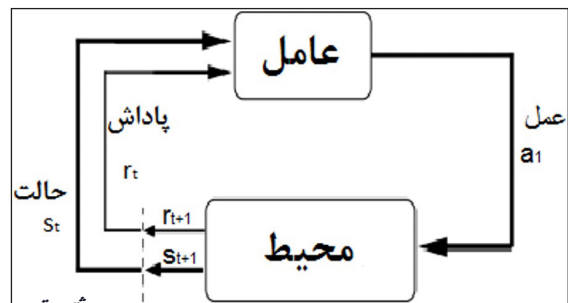 عامل
پاداش
rt
عمل
a1
حالت
St
rt+1
St+1
محیط